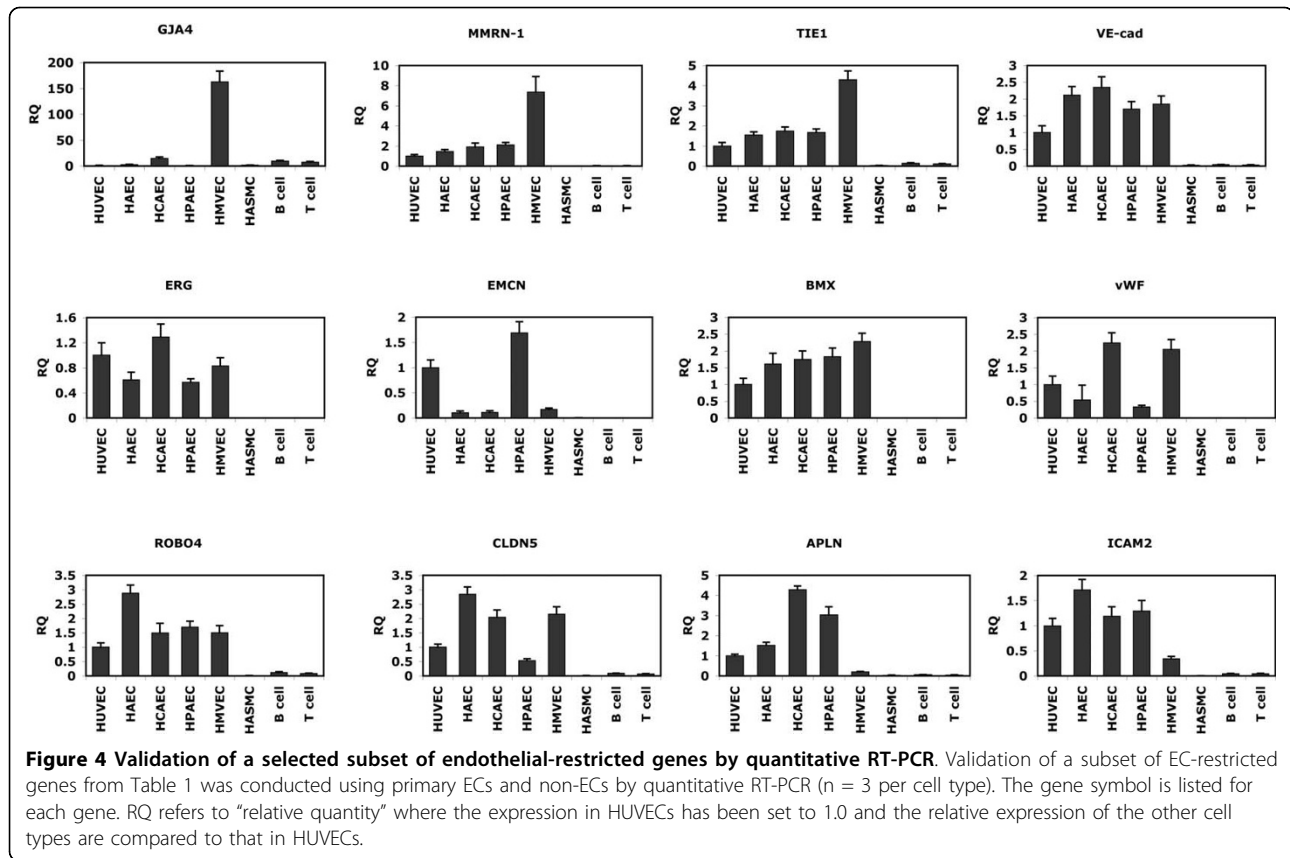 GJA4
RQ
200
150
100
50
0
HUVEC
HAEC
HCAEC
HPAEC
HMVEC
HASMC
B cell
T cell
MMRN-1
RQ
10
8
6
4
2
0
HUVEC
HAEC
HCAEC
HPAEC
HMVEC
HASMC
B cell
T cell
TIE1
RQ
5
4
3
2
1
0
HUVEC
HAEC
HCAEC
HPAEC
HMVEC
HASMC
B cell
T cell
VE-cad
RQ
3
2.5
2
1.5
1
0.5
0
HUVEC
HAEC
HCAEC
HPAEC
HMVEC
HASMC
B cell
T cell
ERG
RQ
1.6
1.2
0.8
0.4
0
HUVEC
HAEC
HCAEC
HPAEC
HMVEC
HASMC
B cell
T cell
EMCN
RQ
2
1.5
1
0.5
0
HUVEC
HAEC
HCAEC
HPAEC
HMVEC
HASMC
B cell
T cell
BMX
RQ
3
2.5
2
1.5
1
0.5
0
HUVEC
HAEC
HCAEC
HPAEC
HMVEC
HASMC
B cell
T cell
vWF
RQ
3
2.5
2
1.5
1
0.5
0
HUVEC
HAEC
HCAEC
HPAEC
HMVEC
HASMC
B cell
T cell
ROBO4
RQ
3.5
3
2.5
2
1.5
1
0.5
0
HUVEC
HAEC
HCAEC
HPAEC
HMVEC
HASMC
B cell
T cell
CLDN5
RQ
3.5
3
2.5
2
1.5
1
0.5
0
HUVEC
HAEC
HCAEC
HPAEC
HMVEC
HASMC
B cell
T cell
APLN
RQ
5
4
3
2
1
0
HUVEC
HAEC
HCAEC
HPAEC
HMVEC
HASMC
B cell
T cell
ICAM2
RQ
2
1.5
1
0.5
0
HUVEC
HAEC
HCAEC
HPAEC
HMVEC
HASMC
B cell
T cell
Figure 4 Validation of a selected subset of endothelial-restricted genes by quantitative RT-PCR. Validation of a subset of EC-restricted
genes from Table 1 was conducted using primary ECs and non-ECs by quantitative RT-PCR (n = 3 per cell type). The gene symbol is listed for
each gene. RQ refers to “relative quantity” where the expression in HUVECs has been set to 1.0 and the relative expression of the other cell
types are compared to that in HUVECs.